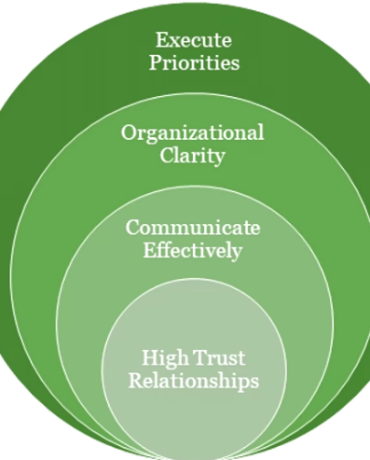 Execute
Priorities
Organizational
Clarity
Communicate
Effectively
High Trust
Relationships